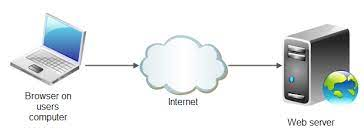 Browser on
users
computer
Internet
Web server